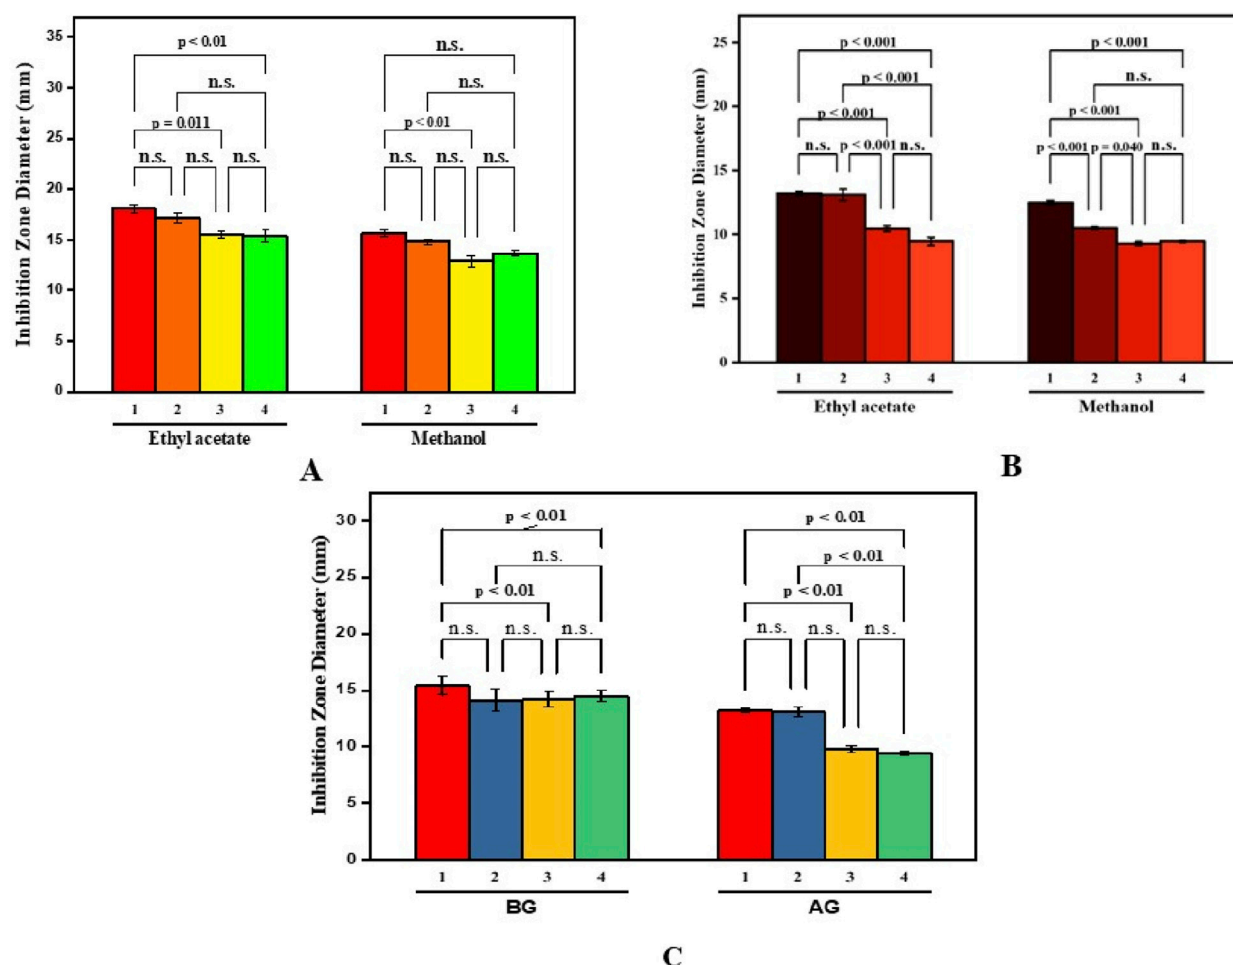 35
30
25
20
15
10
5
0
Inhibition Zone Diameter (mm)
p < 0.01
n.s.
p = 0.011
n.s. n.s. n.s.
n.s.
n.s.
p < 0.01
n.s. n.s. n.s.
1 2 3 4 1 2 3 4
Ethyl acetate Methanol
A
25
20
15
10
5
0
Inhibition Zone Diameter (mm)
p < 0.001
p < 0.001
p < 0.001
n.s. p < 0.001 n.s.
p < 0.001
n.s.
p < 0.001
p < 0.001 p = 0.040 n.s.
1 2 3 4 1 2 3 4
Ethyl acetate Methanol
B
30
25
20
15
10
5
0
Inhibition Zone Diameter (mm)
p < 0.01
n.s.
p < 0.01
n.s. n.s. n.s.
p < 0.01
p < 0.01
p < 0.01
n.s. n.s. n.s.
1 2 3 4 1 2 3 4
BG AG
C